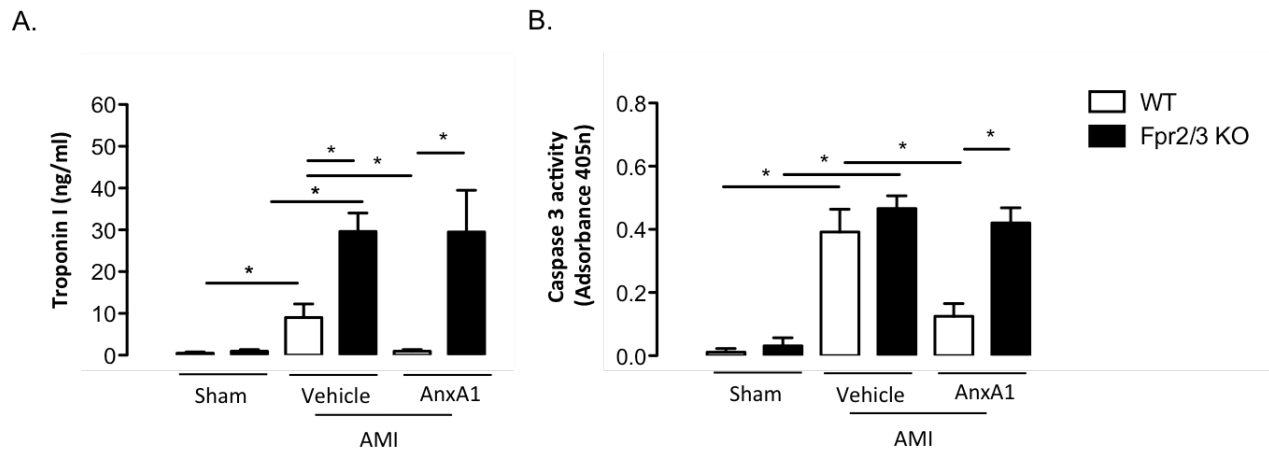 A.
B.
Troponin I (ng/ml)
60
50
40
30
20
10
0
*
*
*
*
*
Sham
Vehicle
AnxA1
AMI
Caspase 3 activity
(Adsorbance 405n)
0.8
0.6
0.4
0.2
0.0
*
*
*
*
Sham
Vehicle
AnxA1
AMI
WT
Fpr2/3 KO